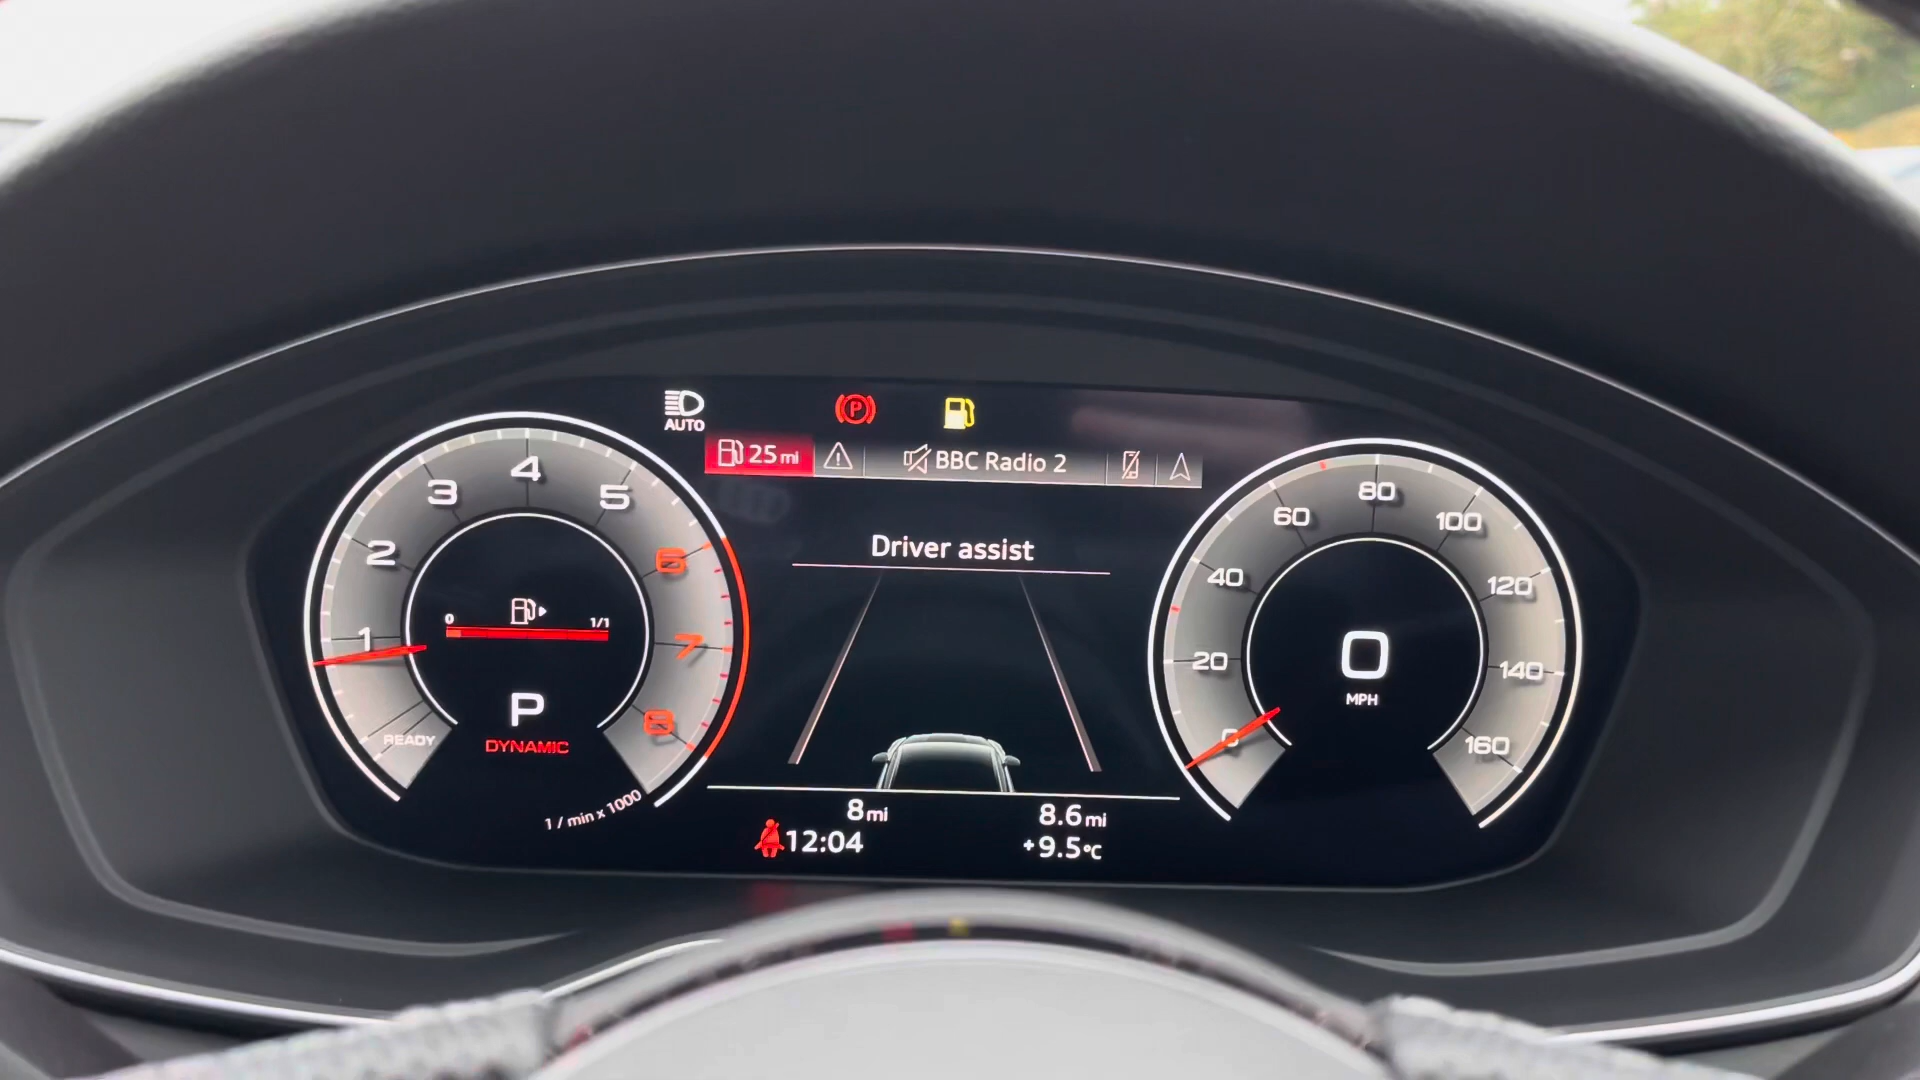 AUTO
P
25 mi
BBC Radio 2
Driver assist
1
2
3
4
5
6
7
8
READY
0
1/1
P
DYNAMIC
1 / min x 1000
0
20
40
60
80
100
120
140
160
0
MPH
8 mi
8.6 mi
12:04
+9.5°C